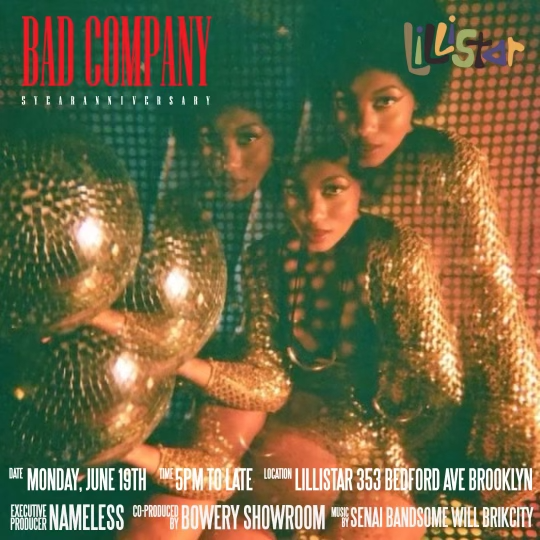 BAD COMPANY
5YEARANNIVERSARY
LiLLiStar
DATE MONDAY, JUNE 19TH TIME 5PM TO LATE LOCATION LILLISTAR 353 BEDFORD AVE BROOKLYN
EXECUTIVE PRODUCER NAMELESS CO-PRODUCED BY BOWERY SHOWROOM MUSIC BY SENAI BANDSOME WILL BRIKCITY